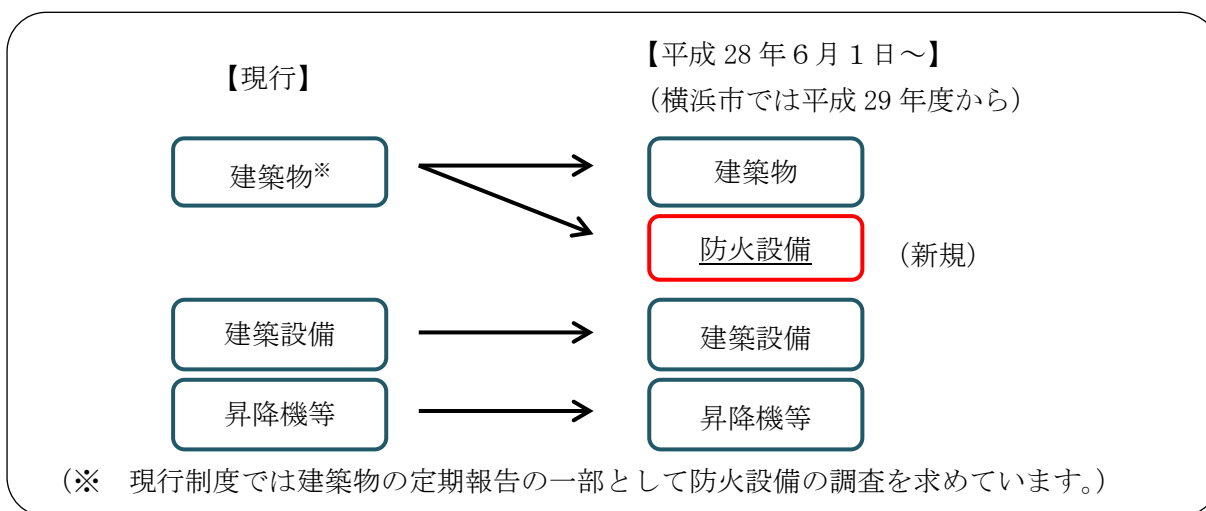 【現行】
【平成 28 年６月１日～】
（横浜市では平成 29 年度から）
建築物※
建築物
防火設備
（新規）
建築設備
建築設備
昇降機等
昇降機等
（※　現行制度では建築物の定期報告の一部として防火設備の調査を求めています。）